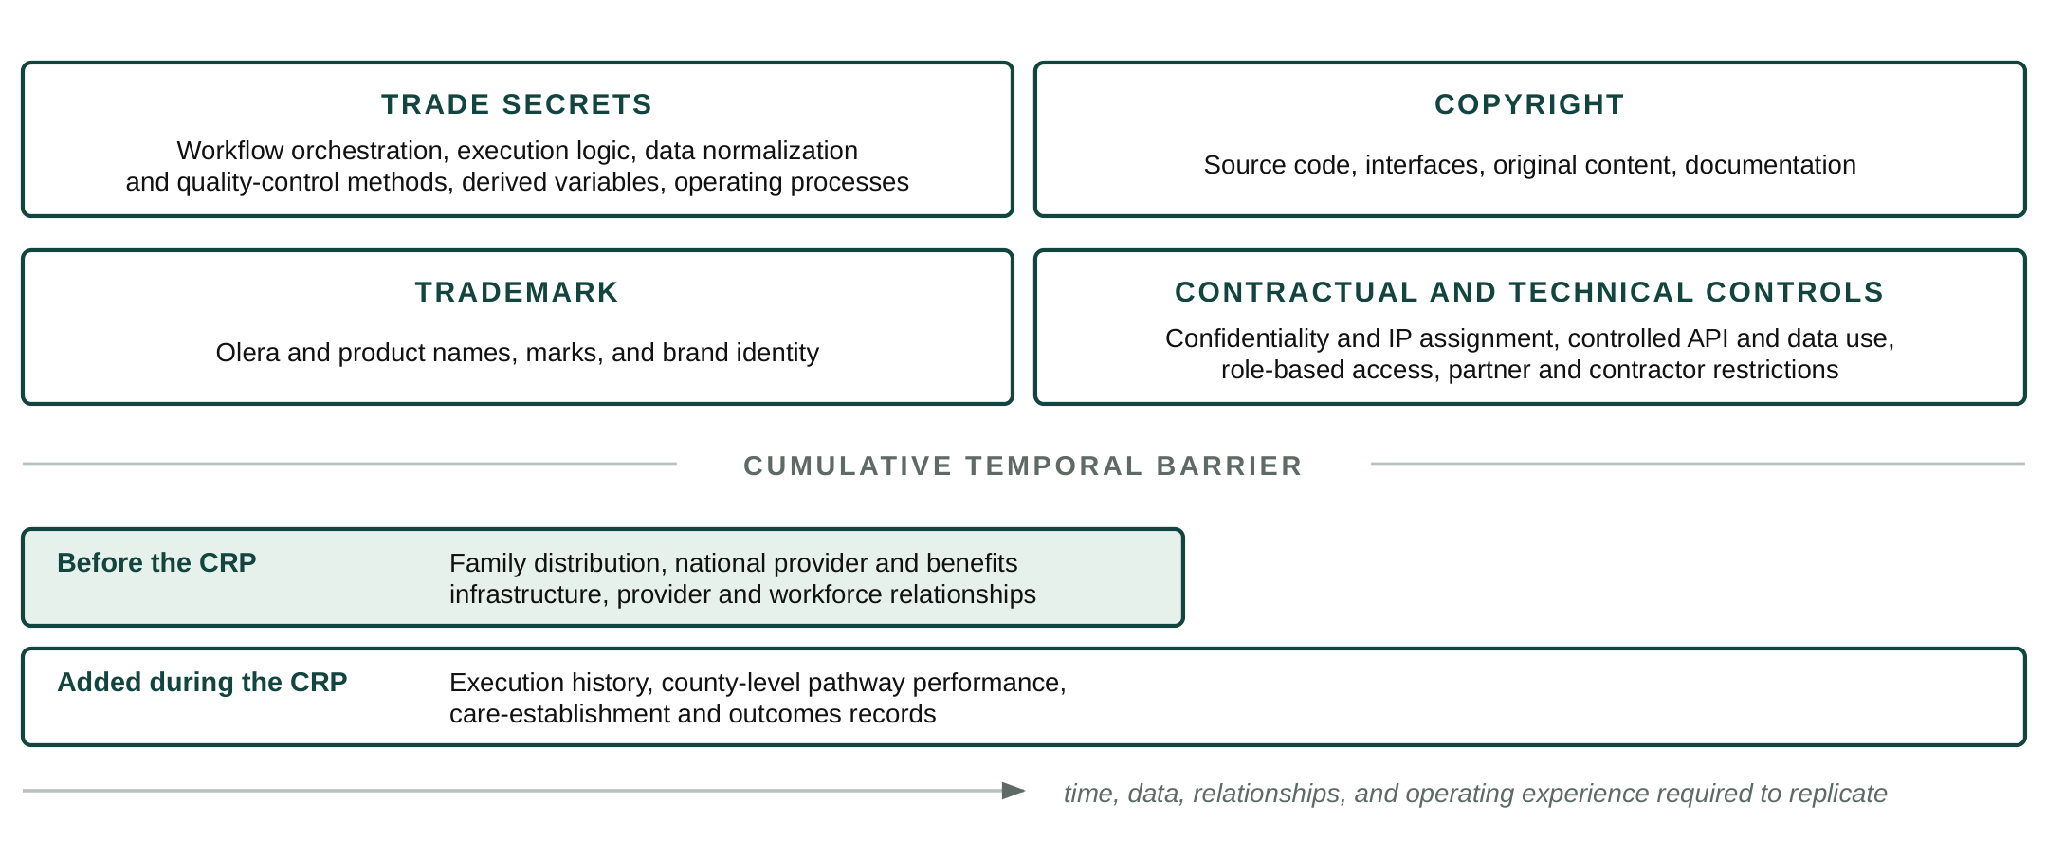 TRADE SECRETS
Workflow orchestration, execution logic, data normalization
and quality-control methods, derived variables, operating processes
COPYRIGHT
Source code, interfaces, original content, documentation
TRADEMARK
Olera and product names, marks, and brand identity
CONTRACTUAL AND TECHNICAL CONTROLS
Confidentiality and IP assignment, controlled API and data use,
role-based access, partner and contractor restrictions
CUMULATIVE TEMPORAL BARRIER
Before the CRP
Family distribution, national provider and benefits
infrastructure, provider and workforce relationships
Added during the CRP
Execution history, county-level pathway performance,
care-establishment and outcomes records
time, data, relationships, and operating experience required to replicate